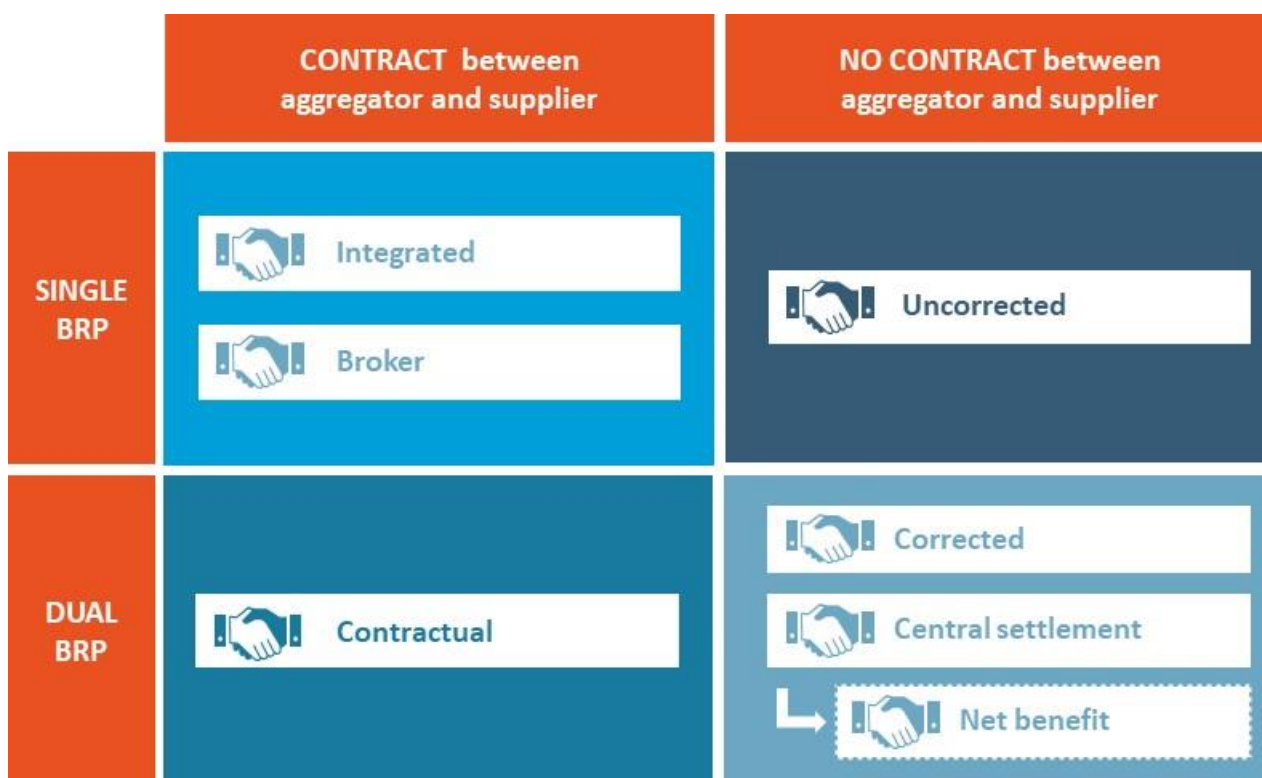 CONTRACT between
aggregator and supplier
NO CONTRACT between
aggregator and supplier
SINGLE
BRP
Integrated
Broker
Uncorrected
DUAL
BRP
Contractual
Corrected
Central settlement
Net benefit